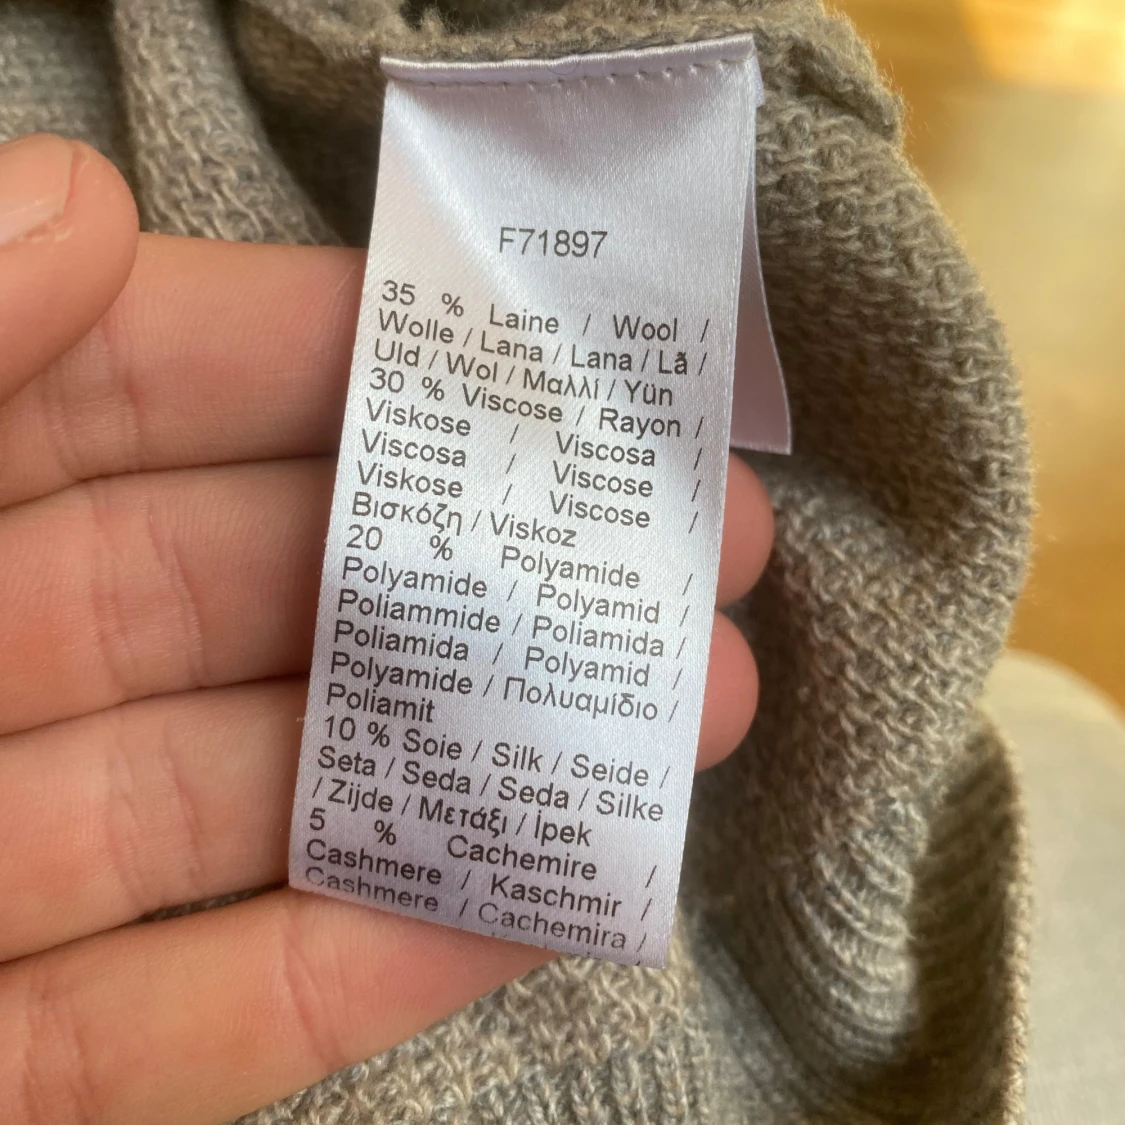 F71897
35 % Laine / Wool /
Wolle / Lana / Lana / Lã /
Uld / Wol / Μαλλί / Yün
30 % Viscose / Rayon /
Viskose / Viscosa /
Viscosa / Viscose /
Viskose / Viscose /
Βισκόζη / Viskoz
20 % Polyamide /
Polyamide / Polyamid /
Poliammide / Poliamida /
Poliamida / Polyamid /
Polyamide / Πολυαμίδιο /
Poliamit
10 % Soie / Silk / Seide /
Seta / Seda / Seda / Silke
/ Zijde / Μετάξι / İpek
5 % Cachemire /
Cashmere / Kaschmir /
Cashmere / Cachemira /